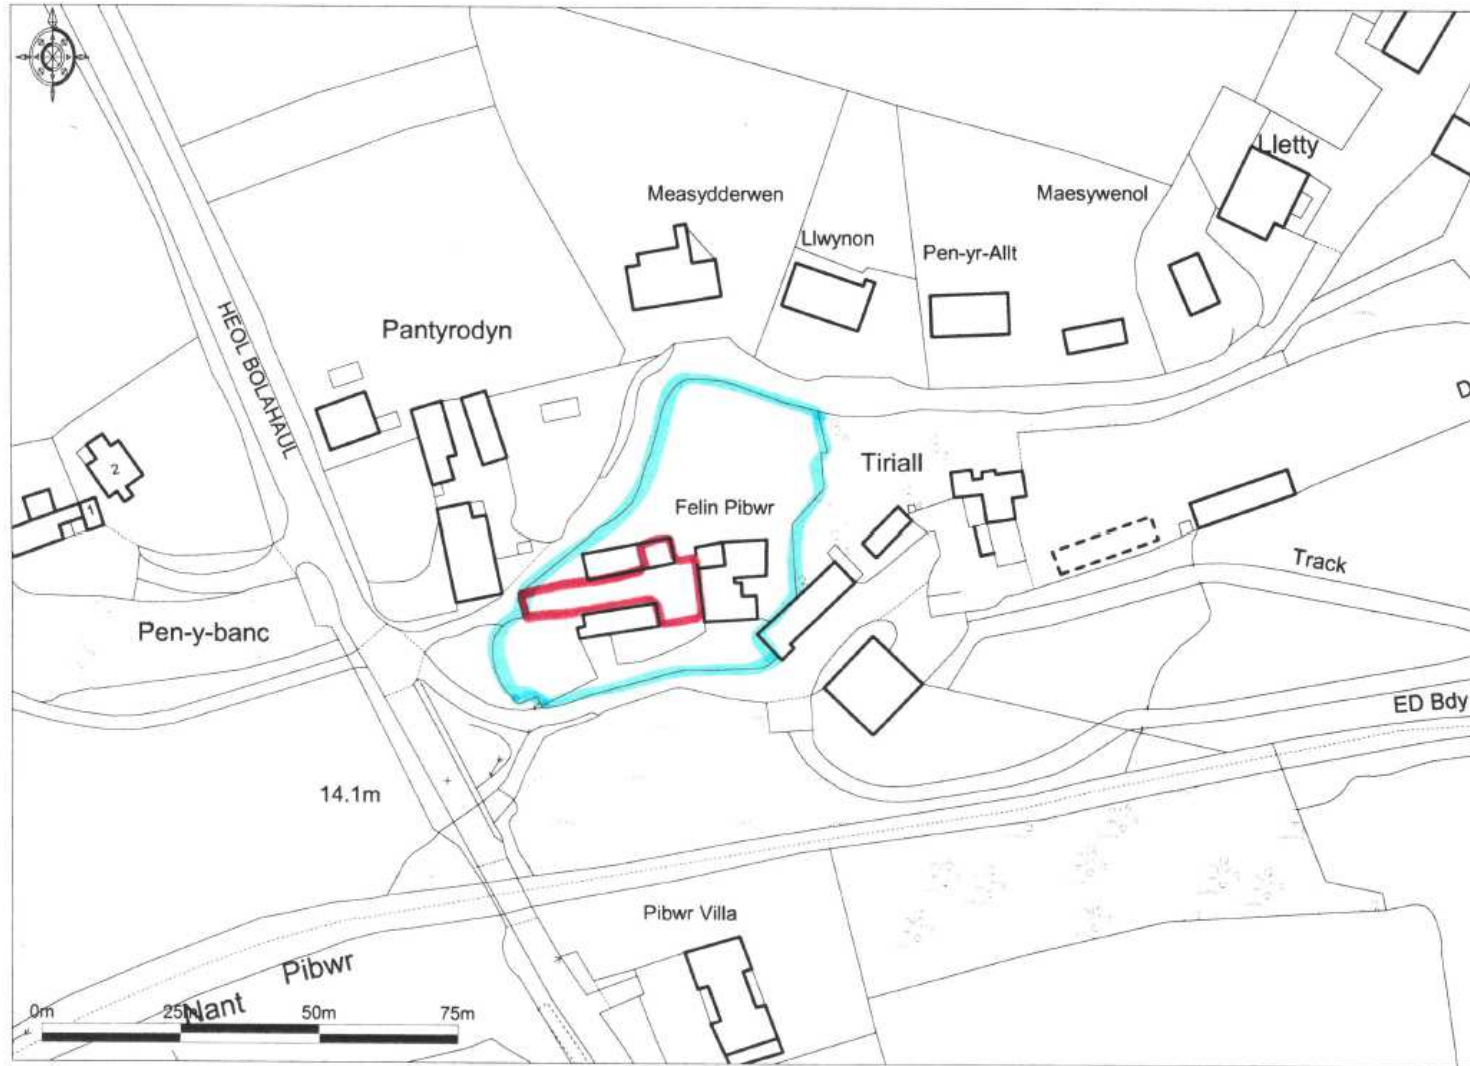 Lletty
Measydderwen
Maesywenol
Llwynon
Pen-yr-Allt
HEOL BOLAHAUL
Pantyrodyn
D
2
1
Tiriall
Felin Pibwr
Track
Pen-y-banc
ED Bdy
14.1m
Pibwr Villa
Nant Pibwr
0m 25m 50m 75m